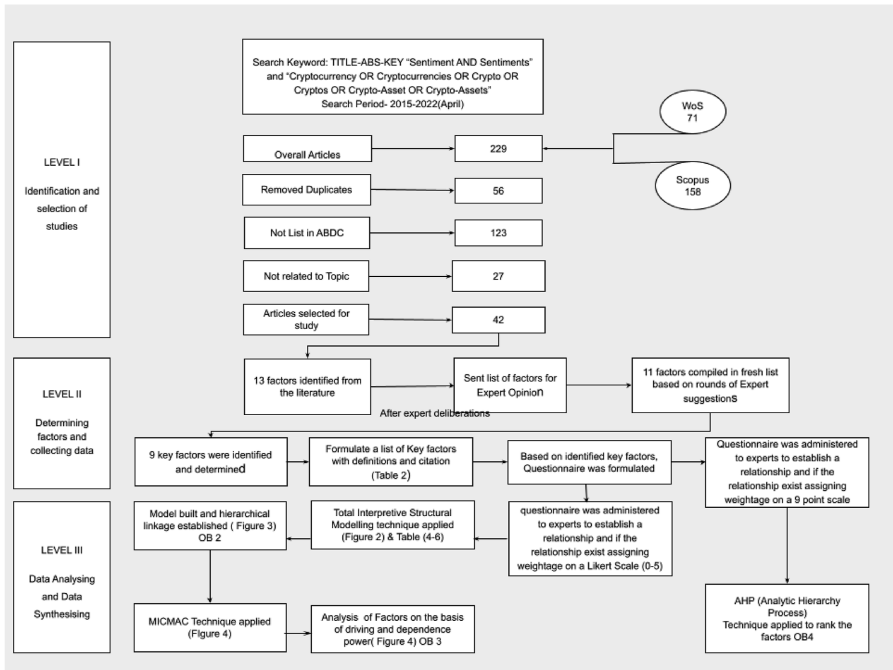 Search Keyword: TITLE-ABS-KEY “Sentiment AND Sentiments”
and “Cryptocurrency OR Cryptocurrencies OR Crypto OR
Cryptos OR Crypto-Asset OR Crypto-Assets”
Search Period- 2015-2022(April)
WoS
71
LEVEL I
Identification and
selection of
studies
Overall Articles
229
Scopus
158
Removed Duplicates
56
Not List in ABDC
123
Not related to Topic
27
Articles selected for
study
42
LEVEL II
Determining
factors and
collecting data
13 factors identified from
the literature
Sent list of factors for
Expert Opinion
11 factors compiled in fresh list
based on rounds of Expert
suggestions
After expert deliberations
9 key factors were identified
and determined
Formulate a list of Key factors
with definitions and citation
(Table 2)
Based on identified key factors,
Questionnaire was formulated
Questionnaire was administered
to experts to establish a
relationship and if the
relationship exist assigning
weightage on a 9 point scale
LEVEL III
Data Analysing
and Data
Synthesising
Model built and hierarchical
linkage established ( Figure 3)
OB 2
Total Interpretive Structural
Modelling technique applied
(Figure 2) & Table (4-6)
questionnaire was administered
to experts to establish a
relationship and if the
relationship exist assigning
weightage on a Likert Scale (0-5)
MICMAC Technique applied
(FIgure 4)
Analysis of Factors on the basis
of driving and dependence
power( Figure 4) OB 3
AHP (Analytic Hierarchy
Process)
Technique applied to rank the
factors OB4